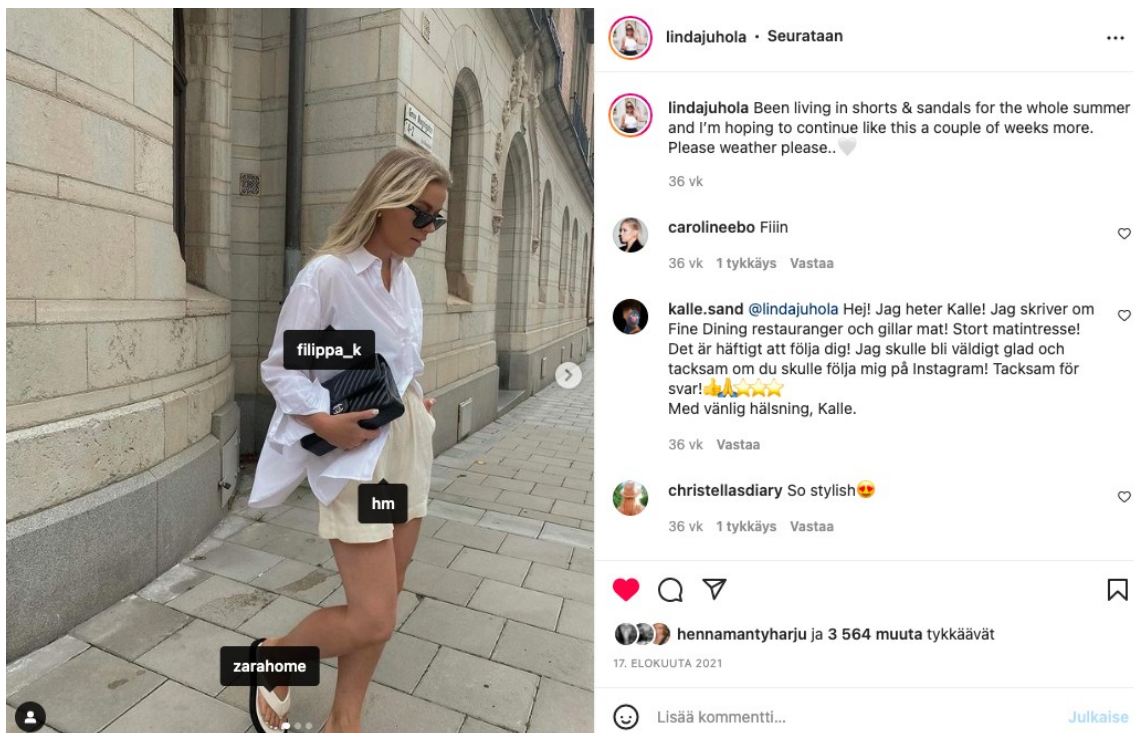 filippa_k
hm
zarahome
lindajuhola • Seurataan
lindajuhola Been living in shorts & sandals for the whole summer
and I'm hoping to continue like this a couple of weeks more.
Please weather please..🤍
36 vk
carolineebo Fiiin
36 vk 1 tykkäys Vastaa
kalle.sand @lindajuhola Hej! Jag heter Kalle! Jag skriver om
Fine Dining restauranger och gillar mat! Stort matintresse!
Det är häftigt att följa dig! Jag skulle bli väldigt glad och
tacksam om du skulle följa mig på Instagram! Tacksam för
svar!👍🙏⭐⭐⭐
Med vänlig hälsning, Kalle.
36 vk Vastaa
christellasdiary So stylish😍
36 vk 1 tykkäys Vastaa
hennamantyharju ja 3 564 muuta tykkäävät
17. ELOKUUTA 2021
Lisää kommentti...
Julkaise